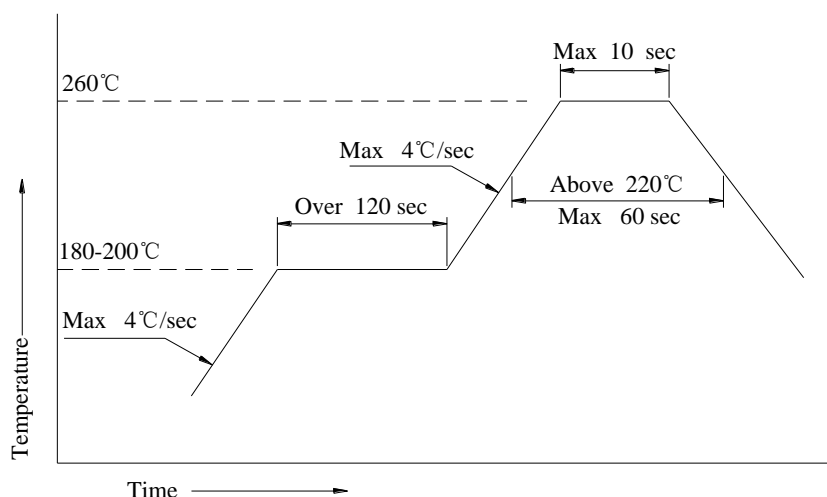 Max 10 sec
260℃
Max 4℃/sec
Above 220℃
Max 60 sec
Over 120 sec
180-200℃
Max 4℃/sec
Temperature
Time